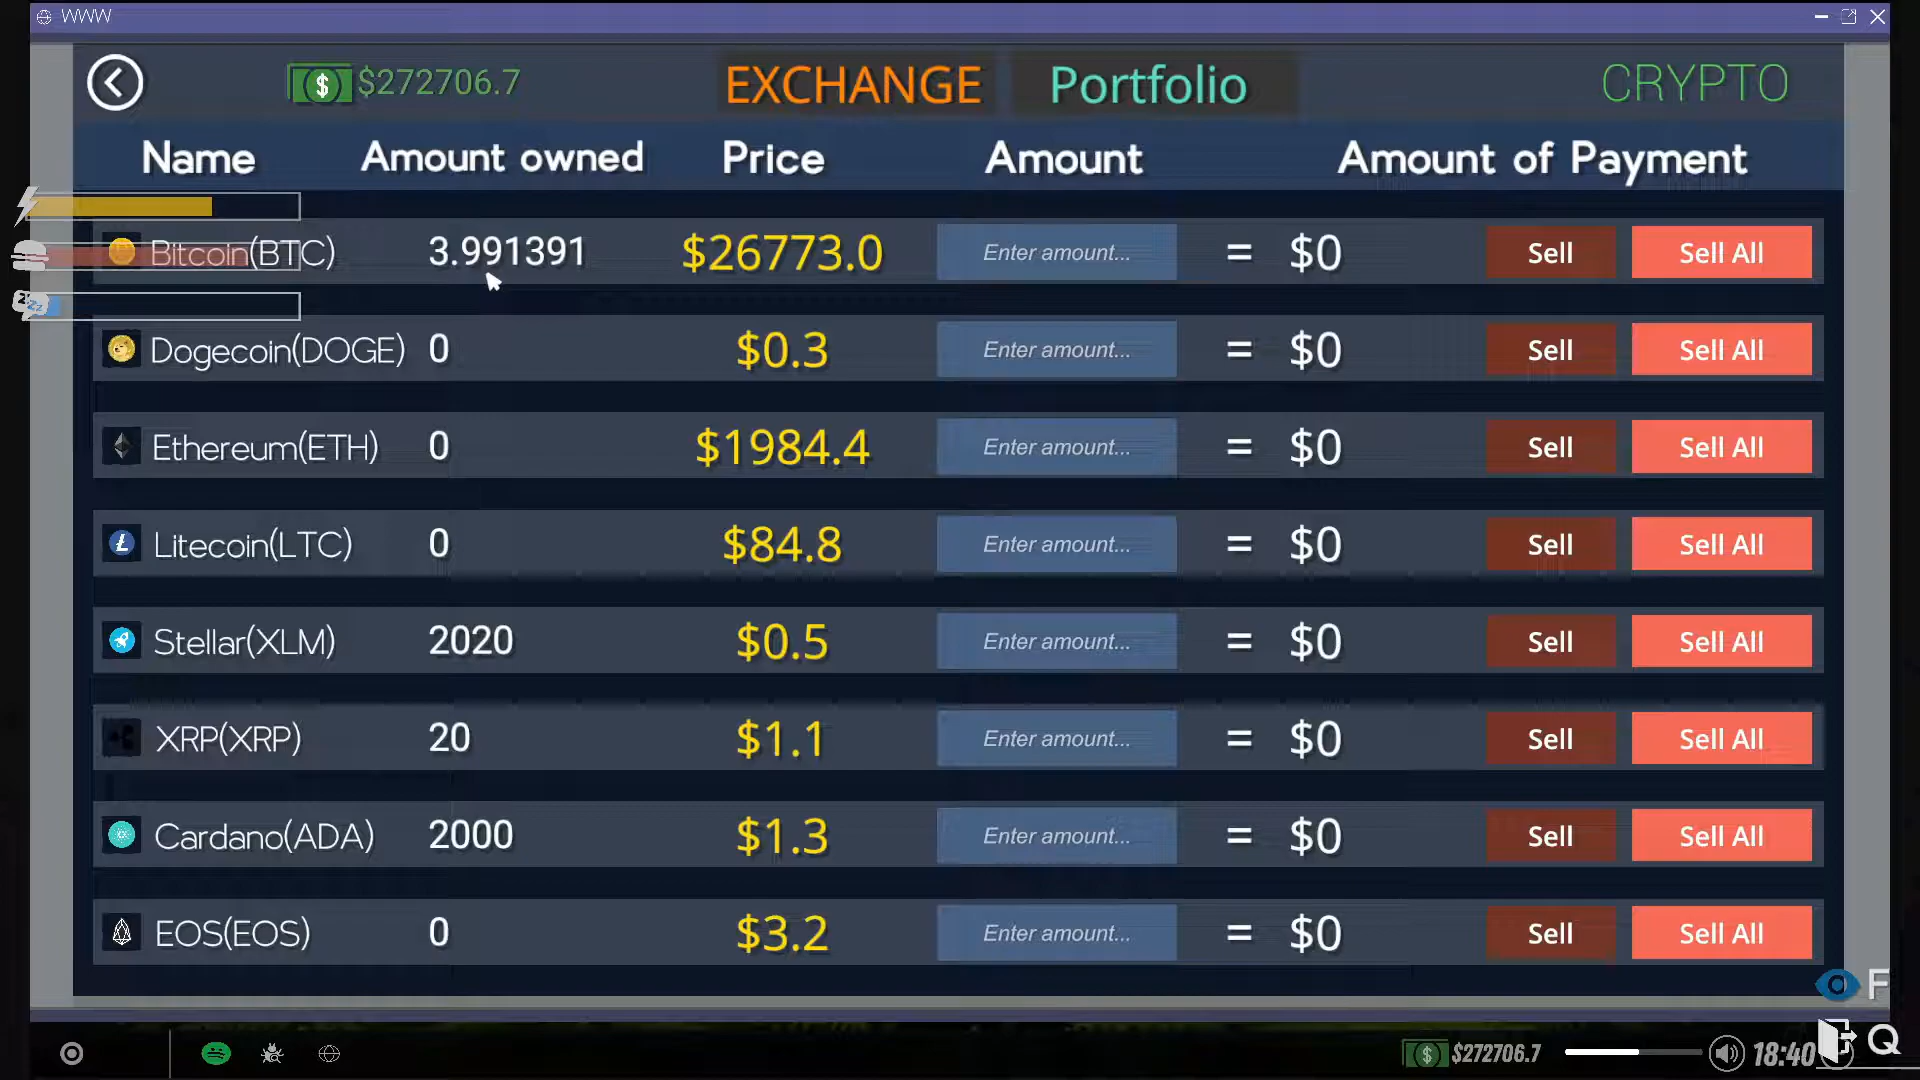 WWW
$272706.7 EXCHANGE Portfolio CRYPTO
Name Amount owned Price Amount Amount of Payment
Bitcoin(BTC) 3.991391 $26773.0 Enter amount... = $0 Sell Sell All
Dogecoin(DOGE) 0 $0.3 Enter amount... = $0 Sell Sell All
Ethereum(ETH) 0 $1984.4 Enter amount... = $0 Sell Sell All
Litecoin(LTC) 0 $84.8 Enter amount... = $0 Sell Sell All
Stellar(XLM) 2020 $0.5 Enter amount... = $0 Sell Sell All
XRP(XRP) 20 $1.1 Enter amount... = $0 Sell Sell All
Cardano(ADA) 2000 $1.3 Enter amount... = $0 Sell Sell All
EOS(EOS) 0 $3.2 Enter amount... = $0 Sell Sell All
F
$272706.7 18:40 Q